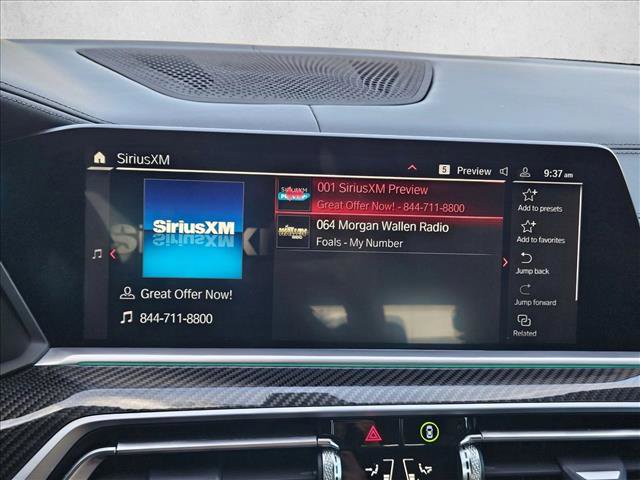 SiriusXM
5 Preview
9:37 am
SiriusXM
Great Offer Now!
844-711-8800
001 SiriusXM Preview
Great Offer Now! - 844-711-8800
064 Morgan Wallen Radio
Foals - My Number
Add to presets
Add to favorites
Jump back
Jump forward
Related